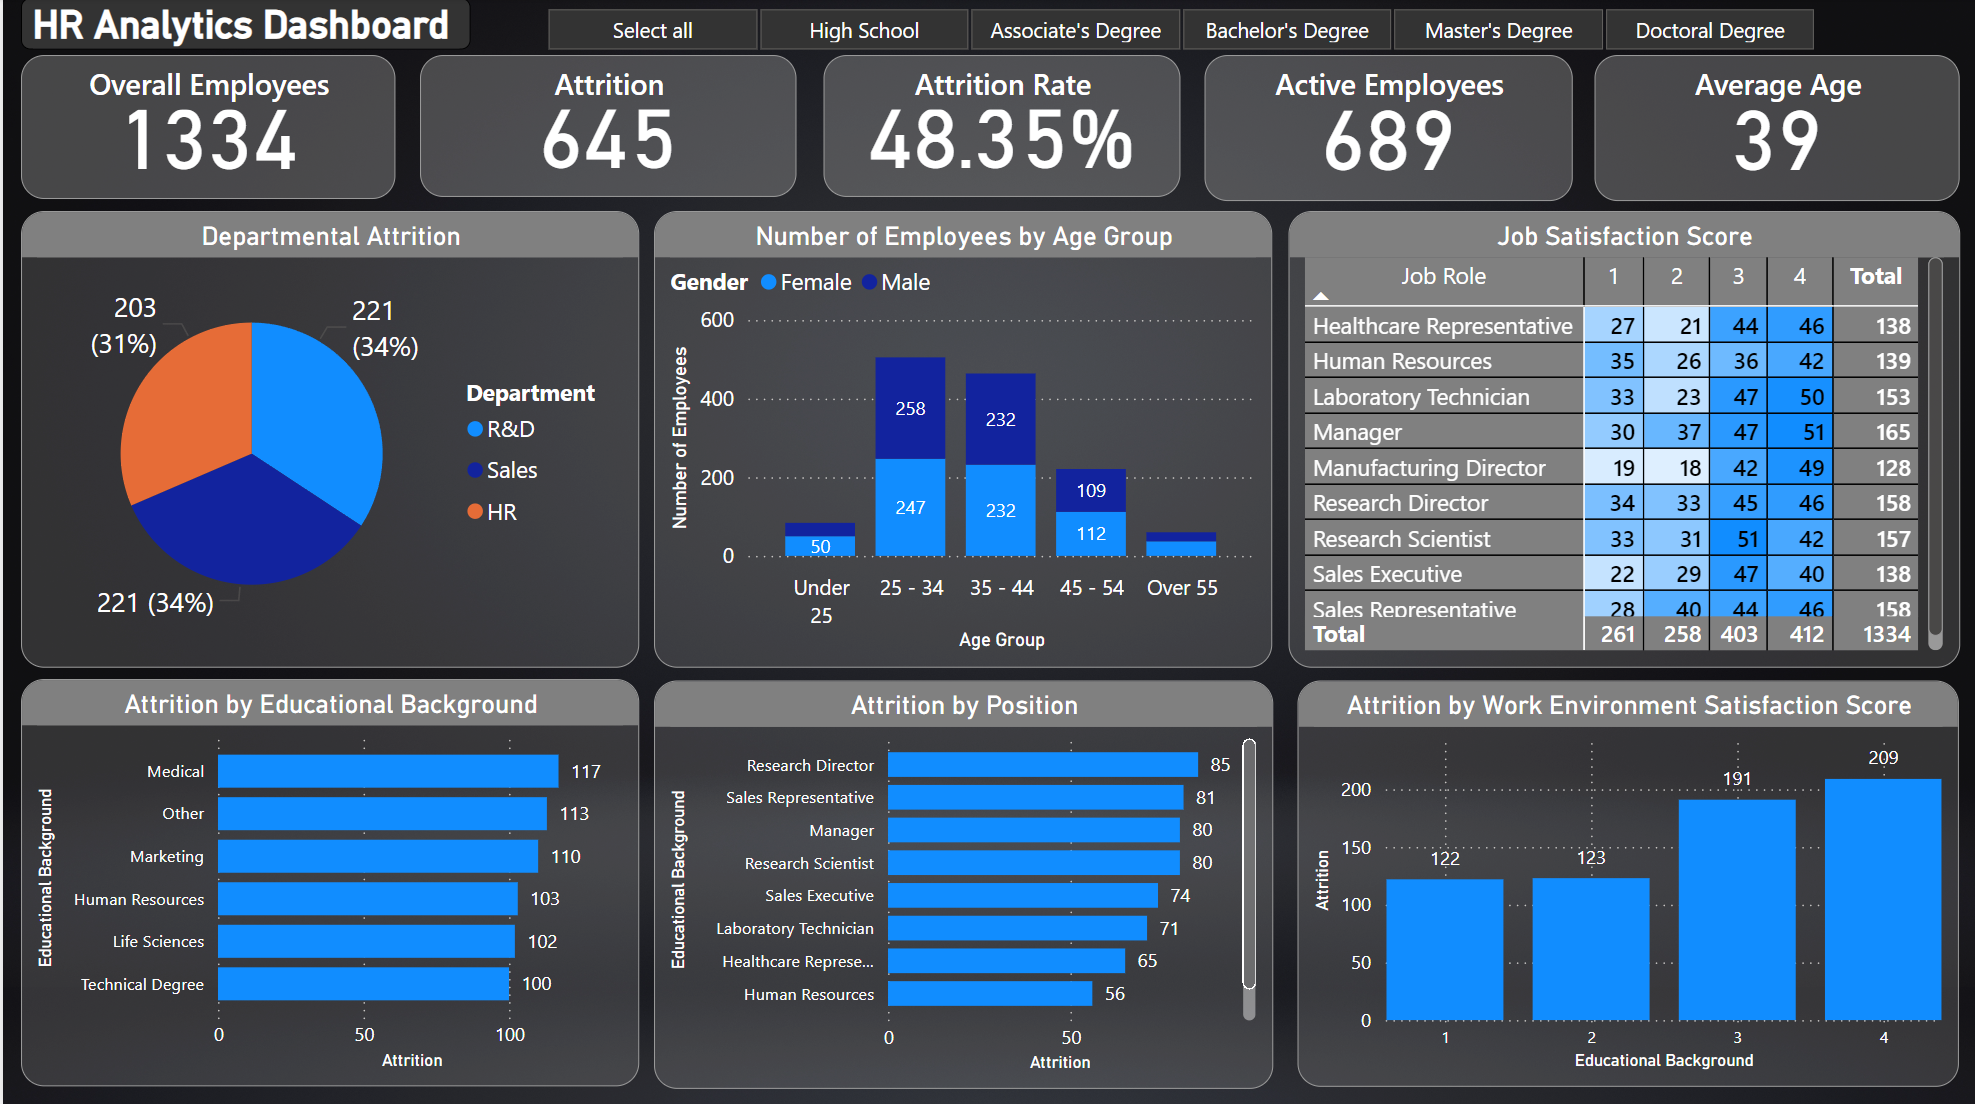 HR Analytics Dashboard
Select all
High School
Associate's Degree
Bachelor's Degree
Master's Degree
Doctoral Degree
Overall Employees
1334
Attrition
645
Attrition Rate
48.35%
Active Employees
689
Average Age
39
Departmental Attrition
203
(31%)
221
(34%)
221 (34%)
Department
R&D
Sales
HR
Number of Employees by Age Group
Gender Female Male
Number of Employees
600
400
200
0
258
247
232
232
109
112
50
Under
25
25 - 34
35 - 44
45 - 54
Over 55
Age Group
Job Satisfaction Score
Job Role 1 2 3 4 Total
Healthcare Representative 27 21 44 46 138
Human Resources 35 26 36 42 139
Laboratory Technician 33 23 47 50 153
Manager 30 37 47 51 165
Manufacturing Director 19 18 42 49 128
Research Director 34 33 45 46 158
Research Scientist 33 31 51 42 157
Sales Executive 22 29 47 40 138
Sales Representative 28 40 44 46 158
Total 261 258 403 412 1334
Attrition by Educational Background
Educational Background
Medical 117
Other 113
Marketing 110
Human Resources 103
Life Sciences 102
Technical Degree 100
0 50 100
Attrition
Attrition by Position
Educational Background
Research Director 85
Sales Representative 81
Manager 80
Research Scientist 80
Sales Executive 74
Laboratory Technician 71
Healthcare Represe... 65
Human Resources 56
0 50
Attrition
Attrition by Work Environment Satisfaction Score
Attrition
200
150
100
50
0
122
123
191
209
1 2 3 4
Educational Background